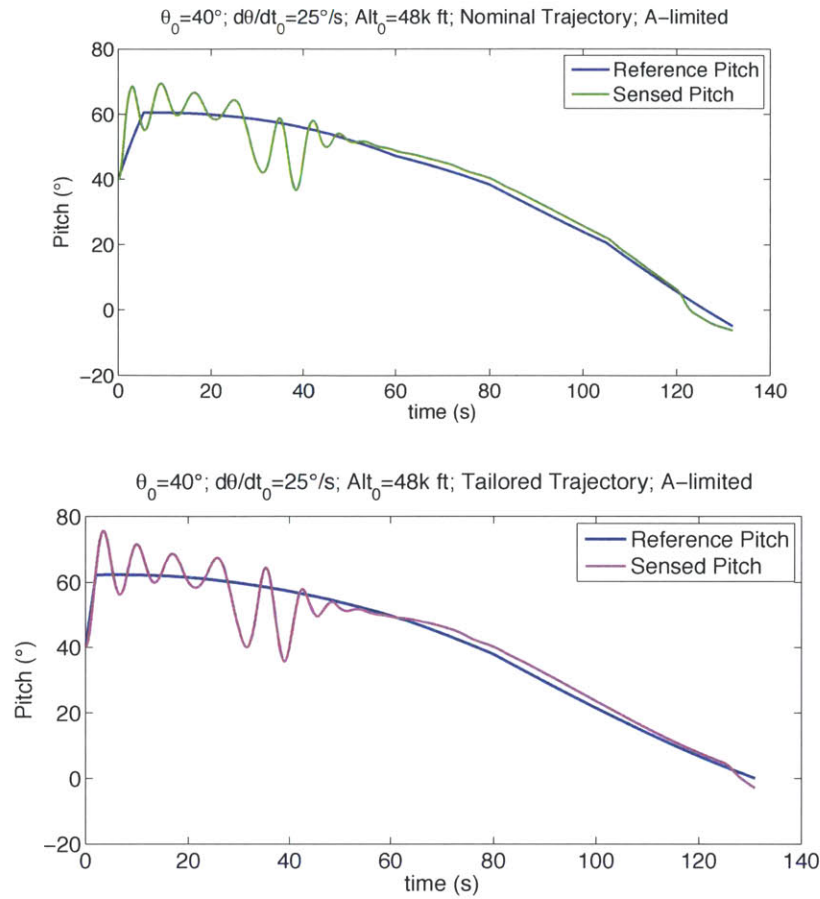 θ₀=40°; dθ/dt₀=25°/s; Alt₀=48k ft; Nominal Trajectory; A−limited
80
60
40
20
0
−20
Pitch (°)
Reference Pitch
Sensed Pitch
0 20 40 60 80 100 120 140
time (s)
θ₀=40°; dθ/dt₀=25°/s; Alt₀=48k ft; Tailored Trajectory; A−limited
80
60
40
20
0
−20
Pitch (°)
Reference Pitch
Sensed Pitch
0 20 40 60 80 100 120 140
time (s)